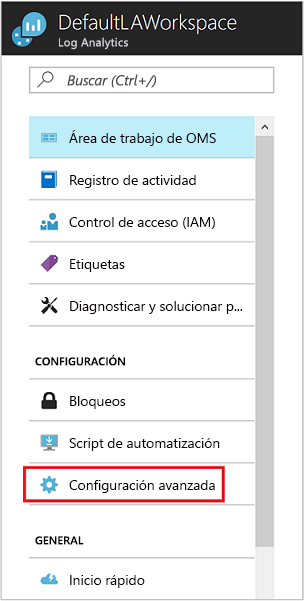 DefaultLAWorkspace
Log Analytics
Buscar (Ctrl+/)
Área de trabajo de OMS
Registro de actividad
Control de acceso (IAM)
Etiquetas
Diagnosticar y solucionar p...
CONFIGURACIÓN
Bloqueos
Script de automatización
Configuración avanzada
GENERAL
Inicio rápido